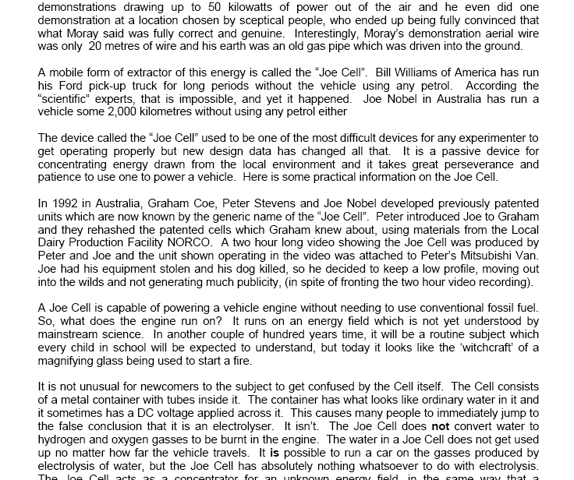 demonstrations drawing up to 50 kilowatts of power out of the air and he even did one
demonstration at a location chosen by sceptical people, who ended up being fully convinced that
what Moray said was fully correct and genuine. Interestingly, Moray's demonstration aerial wire
was only 20 metres of wire and his earth was an old gas pipe which was driven into the ground.
A mobile form of extractor of this energy is called the "Joe Cell". Bill Williams of America has run
his Ford pick-up truck for long periods without the vehicle using any petrol. According the
"scientific" experts, that is impossible, and yet it happened. Joe Nobel in Australia has run a
vehicle some 2,000 kilometres without using any petrol either
The device called the "Joe Cell" used to be one of the most difficult devices for any experimenter to
get operating properly but new design data has changed all that. It is a passive device for
concentrating energy drawn from the local environment and it takes great perseverance and
patience to use one to power a vehicle. Here is some practical information on the Joe Cell.
In 1992 in Australia, Graham Coe, Peter Stevens and Joe Nobel developed previously patented
units which are now known by the generic name of the "Joe Cell". Peter introduced Joe to Graham
and they rehashed the patented cells which Graham knew about, using materials from the Local
Dairy Production Facility NORCO. A two hour long video showing the Joe Cell was produced by
Peter and Joe and the unit shown operating in the video was attached to Peter's Mitsubishi Van.
Joe had his equipment stolen and his dog killed, so he decided to keep a low profile, moving out
into the wilds and not generating much publicity, (in spite of fronting the two hour video recording).
A Joe Cell is capable of powering a vehicle engine without needing to use conventional fossil fuel.
So, what does the engine run on? It runs on an energy field which is not yet understood by
mainstream science. In another couple of hundred years time, it will be a routine subject which
every child in school will be expected to understand, but today it looks like the 'witchcraft' of a
magnifying glass being used to start a fire.
It is not unusual for newcomers to the subject to get confused by the Cell itself. The Cell consists
of a metal container with tubes inside it. The container has what looks like ordinary water in it and
it sometimes has a DC voltage applied across it. This causes many people to immediately jump to
the false conclusion that it is an electrolyser. It isn't. The Joe Cell does not convert water to
hydrogen and oxygen gasses to be burnt in the engine. The water in a Joe Cell does not get used
up no matter how far the vehicle travels. It is possible to run a car on the gasses produced by
electrolysis of water, but the Joe Cell has absolutely nothing whatsoever to do with electrolysis.
The Joe Cell acts as a concentrator for an unknown energy field, in the same way that a